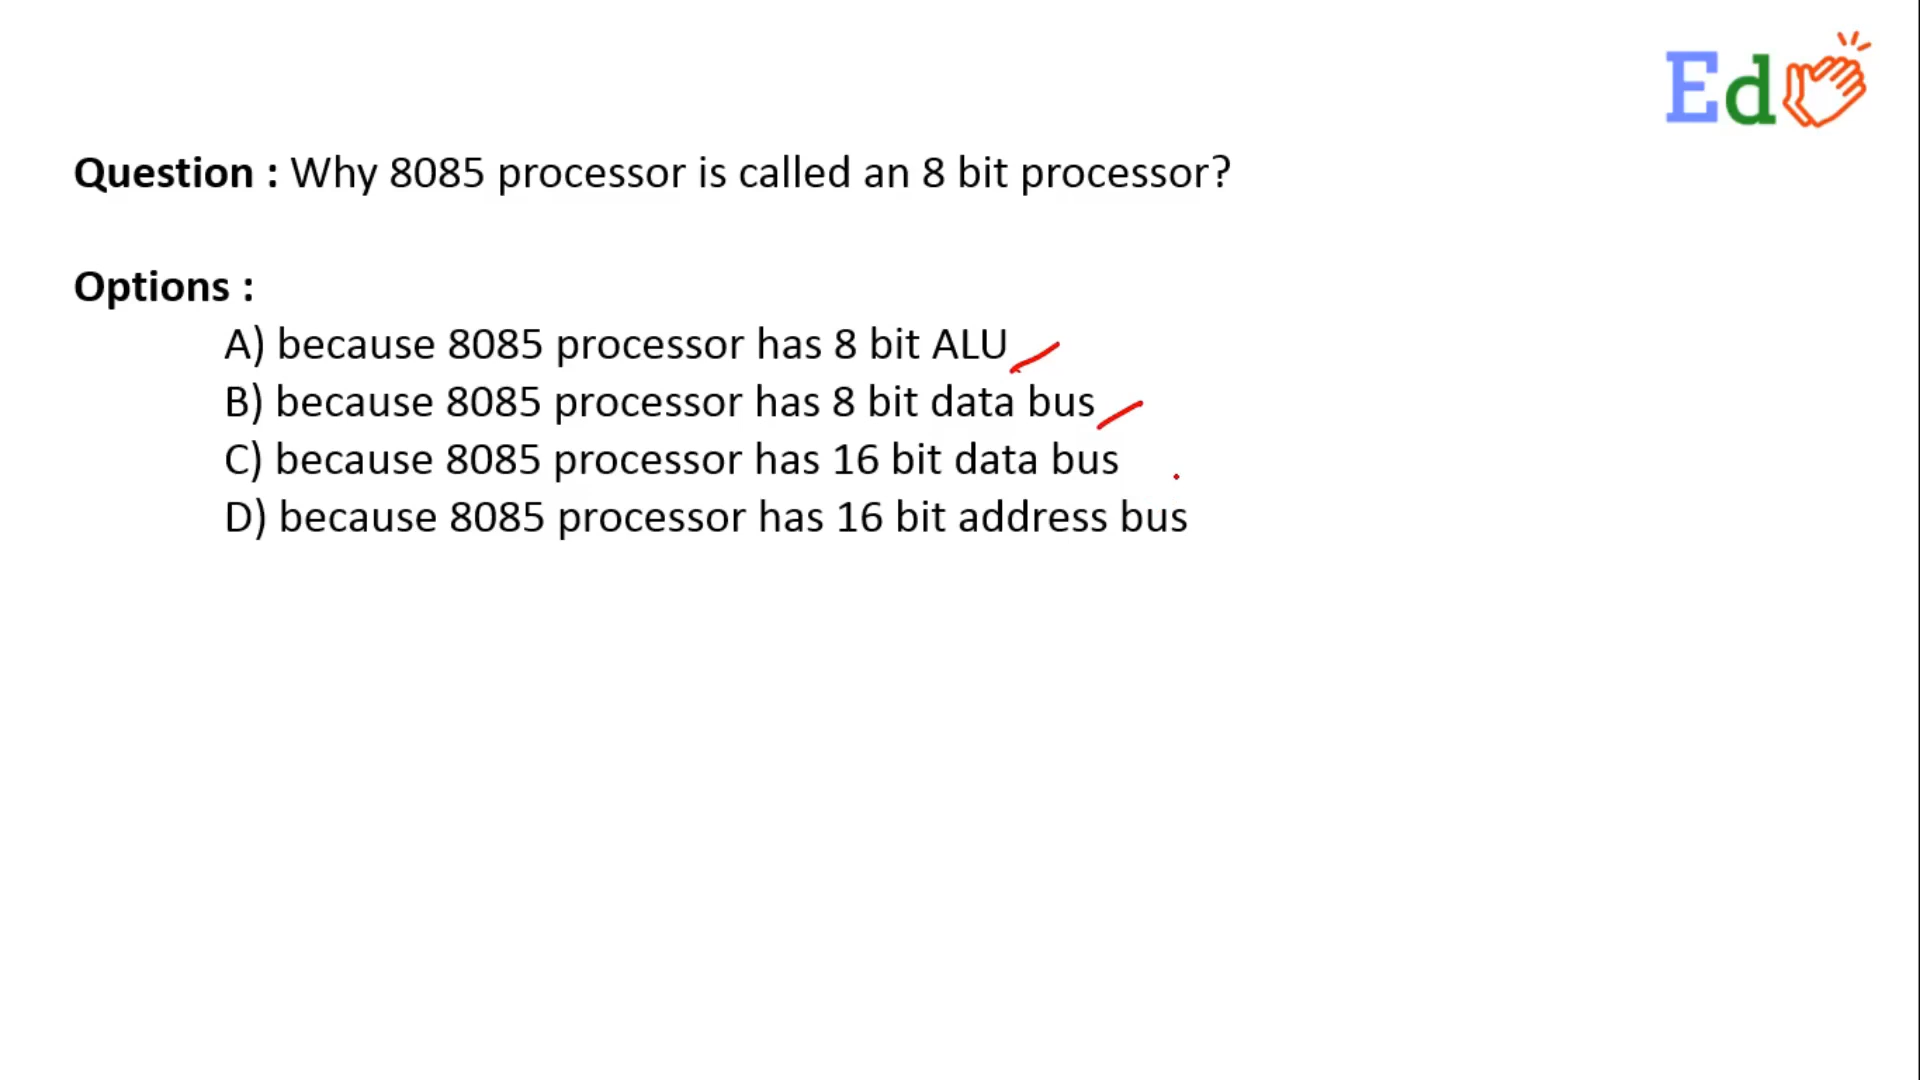 Ed
Question : Why 8085 processor is called an 8 bit processor?
Options :
A) because 8085 processor has 8 bit ALU
B) because 8085 processor has 8 bit data bus
C) because 8085 processor has 16 bit data bus
D) because 8085 processor has 16 bit address bus